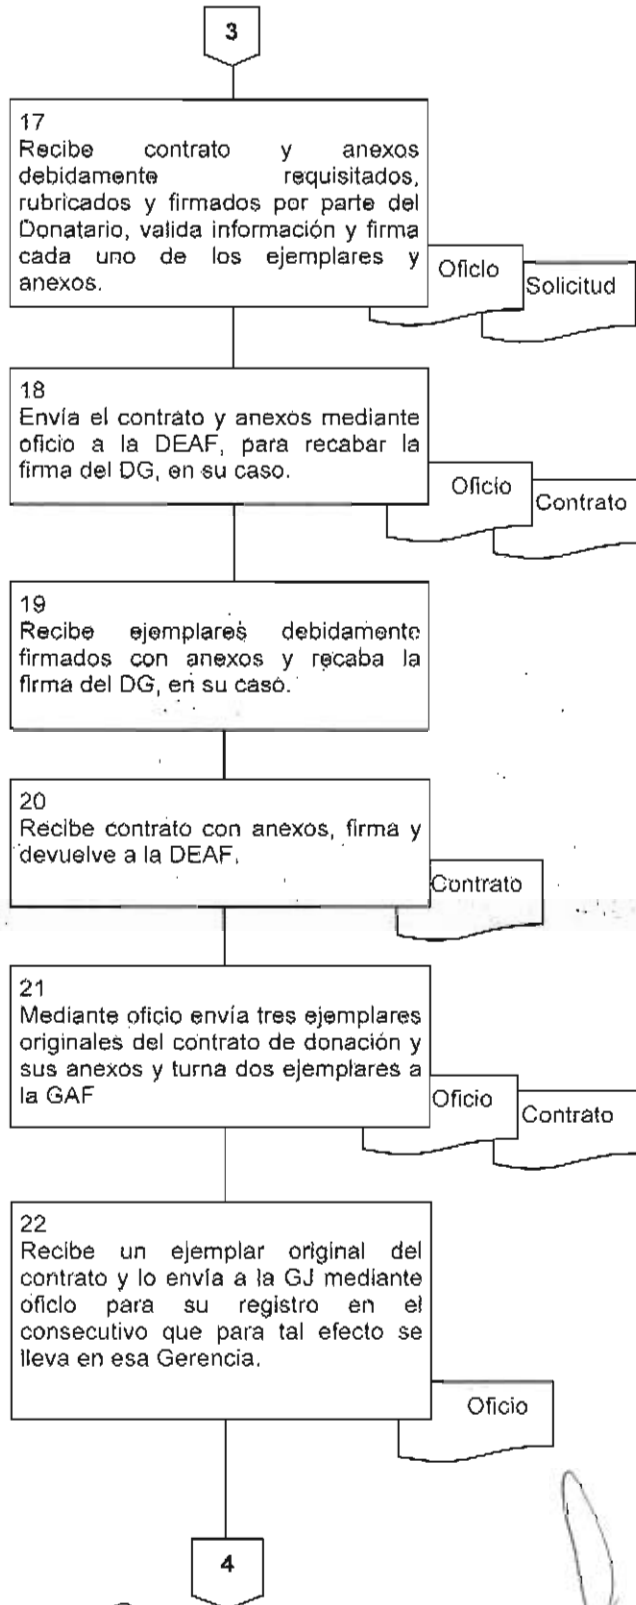 3
17
Recibe contrato y anexos
debidamente requisitados,
rubricados y firmados por parte del
Donatario, valida información y firma
cada uno de los ejemplares y
anexos.
Oficio
Solicitud
18
Envía el contrato y anexos mediante
oficio a la DEAF, para recabar la
firma del DG, en su caso.
Oficio
Contrato
19
Recibe ejemplares debidamente
firmados con anexos y recaba la
firma del DG, en su caso.
20
Recibe contrato con anexos, firma y
devuelve a la DEAF.
Contrato
21
Mediante oficio envía tres ejemplares
originales del contrato de donación y
sus anexos y turna dos ejemplares a
la GAF
Oficio
Contrato
22
Recibe un ejemplar original del
contrato y lo envía a la GJ mediante
oficio para su registro en el
consecutivo que para tal efecto se
lleva en esa Gerencia.
Oficio
4